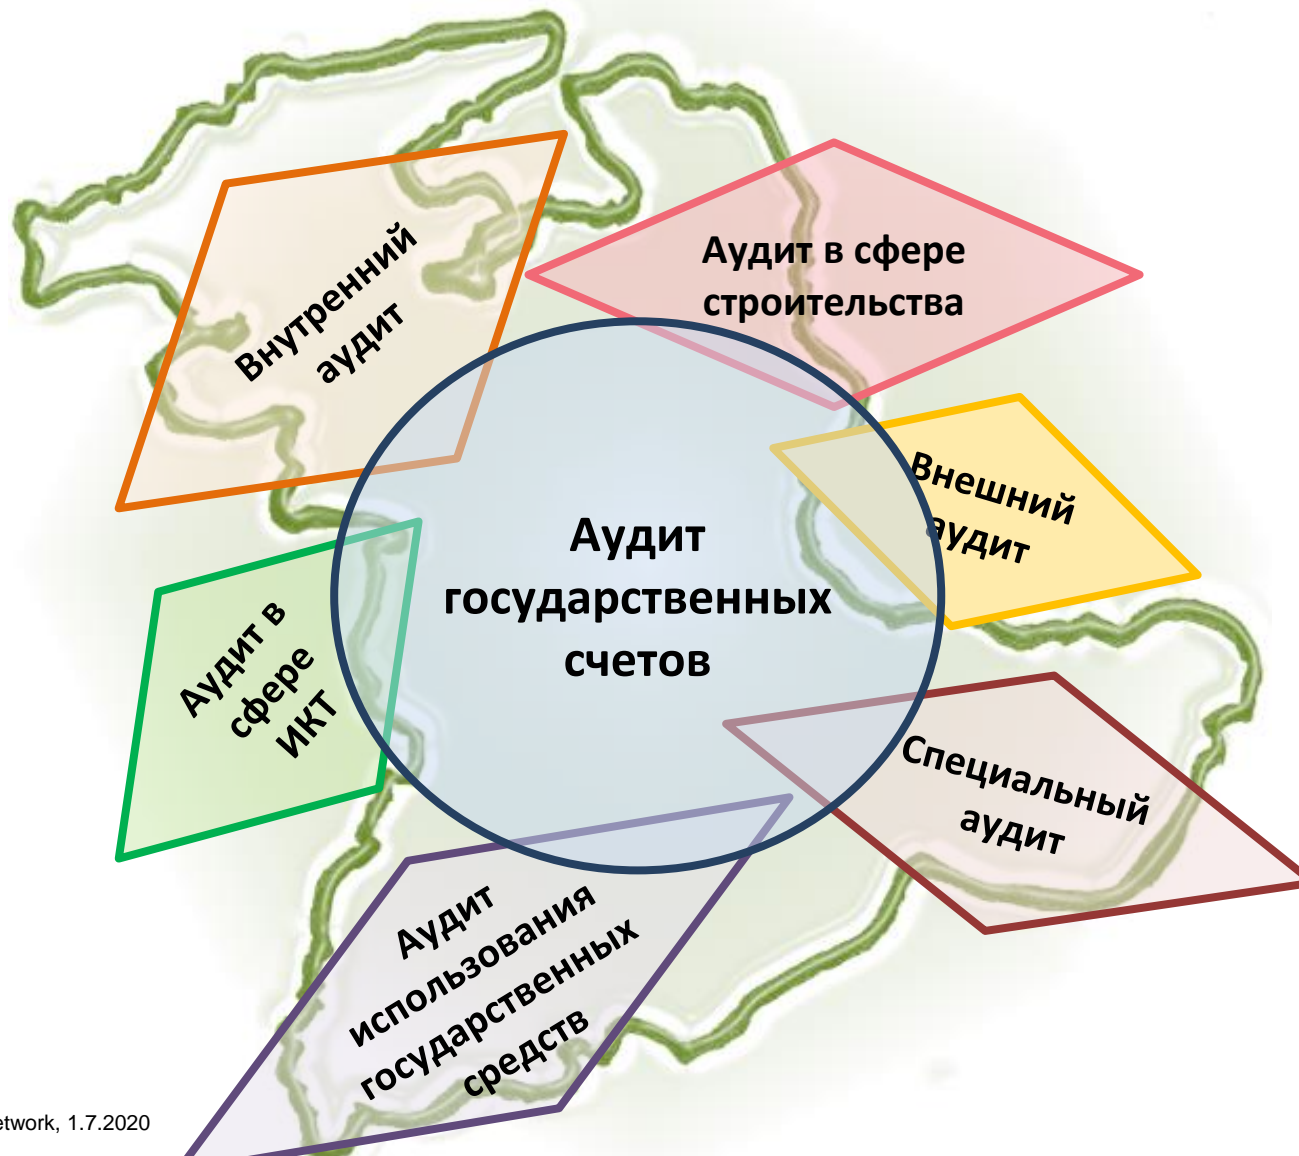 Внутренний
аудит
Аудит в сфере
строительства
Внешний
аудит
Аудит
государственных
счетов
Аудит в
сфере
ИКТ
Специальный
аудит
Аудит
использования
государственных
средств
etwork, 1.7.2020